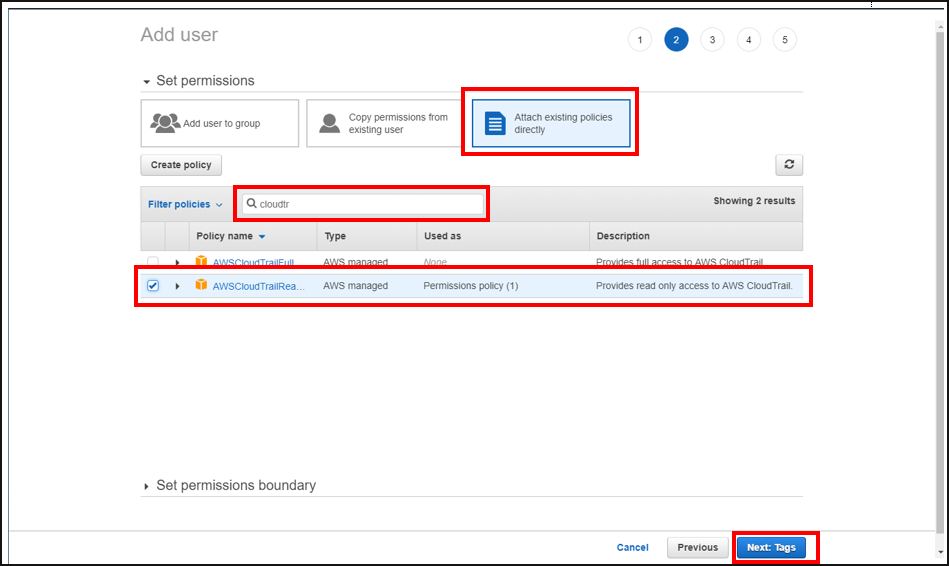 Add user
1 2 3 4 5
Set permissions
Add user to group
Copy permissions from
existing user
Attach existing policies
directly
Create policy
Filter policies
cloudtr
Showing 2 results
Policy name Type Used as Description
AWSCloudTrailFull... AWS managed None Provides full access to AWS CloudTrail.
AWSCloudTrailRea... AWS managed Permissions policy (1) Provides read only access to AWS CloudTrail.
Set permissions boundary
Cancel Previous Next: Tags